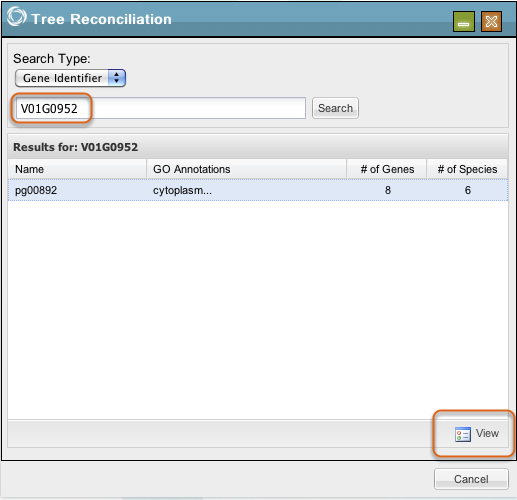 Tree Reconciliation
Search Type:
Gene Identifier
V01G0952 Search
Results for: V01G0952
Name GO Annotations # of Genes # of Species
pg00892 cytoplasm... 8 6
View
Cancel